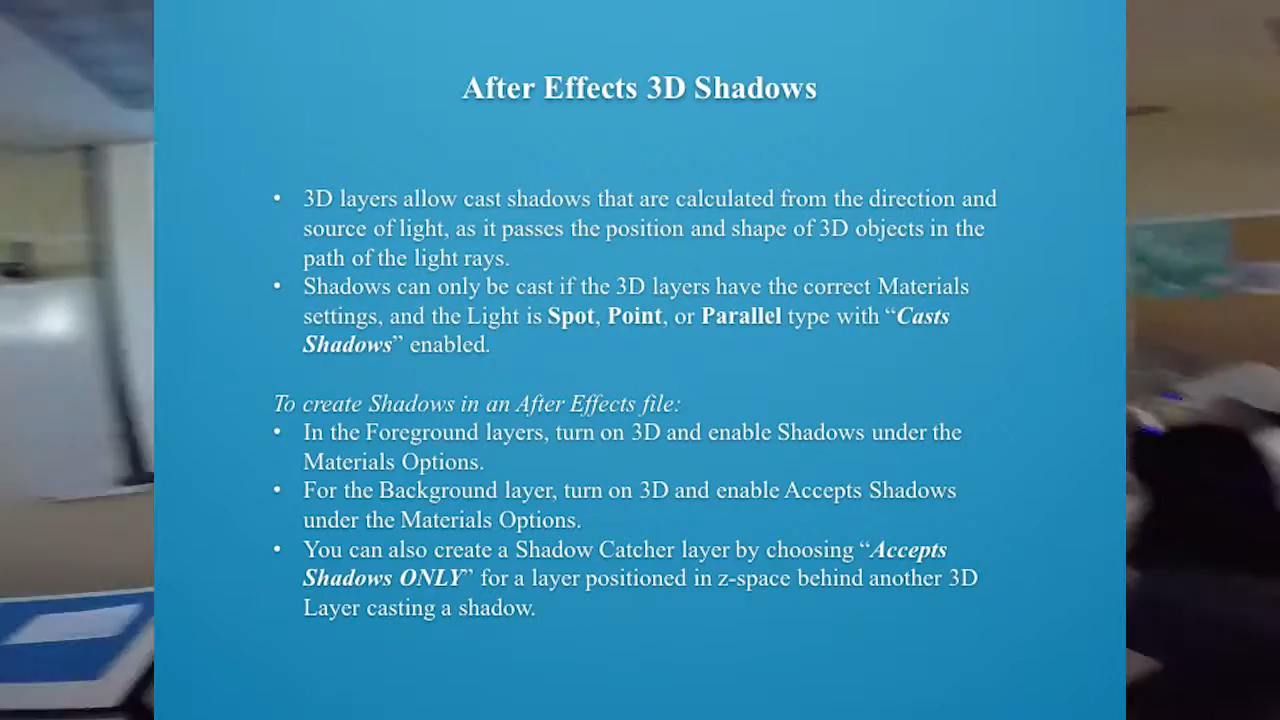 After Effects 3D Shadows
• 3D layers allow cast shadows that are calculated from the direction and
source of light, as it passes the position and shape of 3D objects in the
path of the light rays.
• Shadows can only be cast if the 3D layers have the correct Materials
settings, and the Light is Spot, Point, or Parallel type with “Casts
Shadows” enabled.
To create Shadows in an After Effects file:
• In the Foreground layers, turn on 3D and enable Shadows under the
Materials Options.
• For the Background layer, turn on 3D and enable Accepts Shadows
under the Materials Options.
• You can also create a Shadow Catcher layer by choosing “Accepts
Shadows ONLY” for a layer positioned in z-space behind another 3D
Layer casting a shadow.